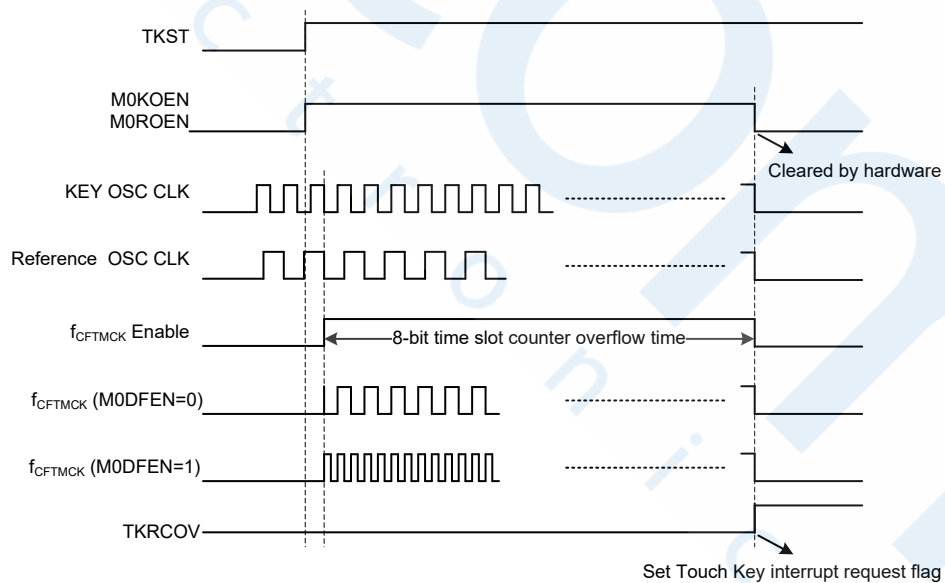 TKST
M0KOEN
M0ROEN
Cleared by hardware
KEY OSC CLK
Reference OSC CLK
fCFTMCK Enable
8-bit time slot counter overflow time
fCFTMCK (M0DFEN=0)
fCFTMCK (M0DFEN=1)
TKRCOV
Set Touch Key interrupt request flag